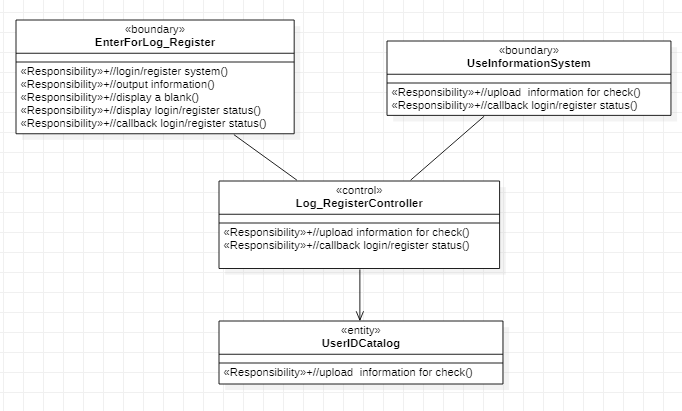 «boundary»
EnterForLog_Register
«Responsibility»+//login/register system()
«Responsibility»+//output information()
«Responsibility»+//display a blank()
«Responsibility»+//display login/register status()
«Responsibility»+//callback login/register status()
«boundary»
UseInformationSystem
«Responsibility»+//upload  information for check()
«Responsibility»+//callback login/register status()
«control»
Log_RegisterController
«Responsibility»+//upload information for check()
«Responsibility»+//callback login/register status()
«entity»
UserIDCatalog
«Responsibility»+//upload  information for check()